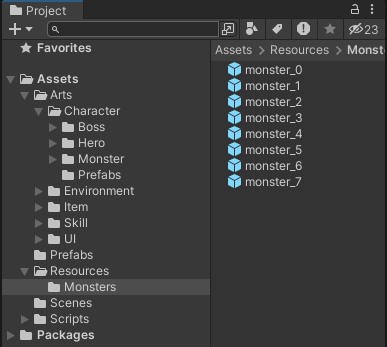 Project
23
Favorites
Assets
Arts
Character
Boss
Hero
Monster
Prefabs
Environment
Item
Skill
UI
Prefabs
Resources
Monsters
Scenes
Scripts
Packages
Assets > Resources > Monst
monster_0
monster_1
monster_2
monster_3
monster_4
monster_5
monster_6
monster_7